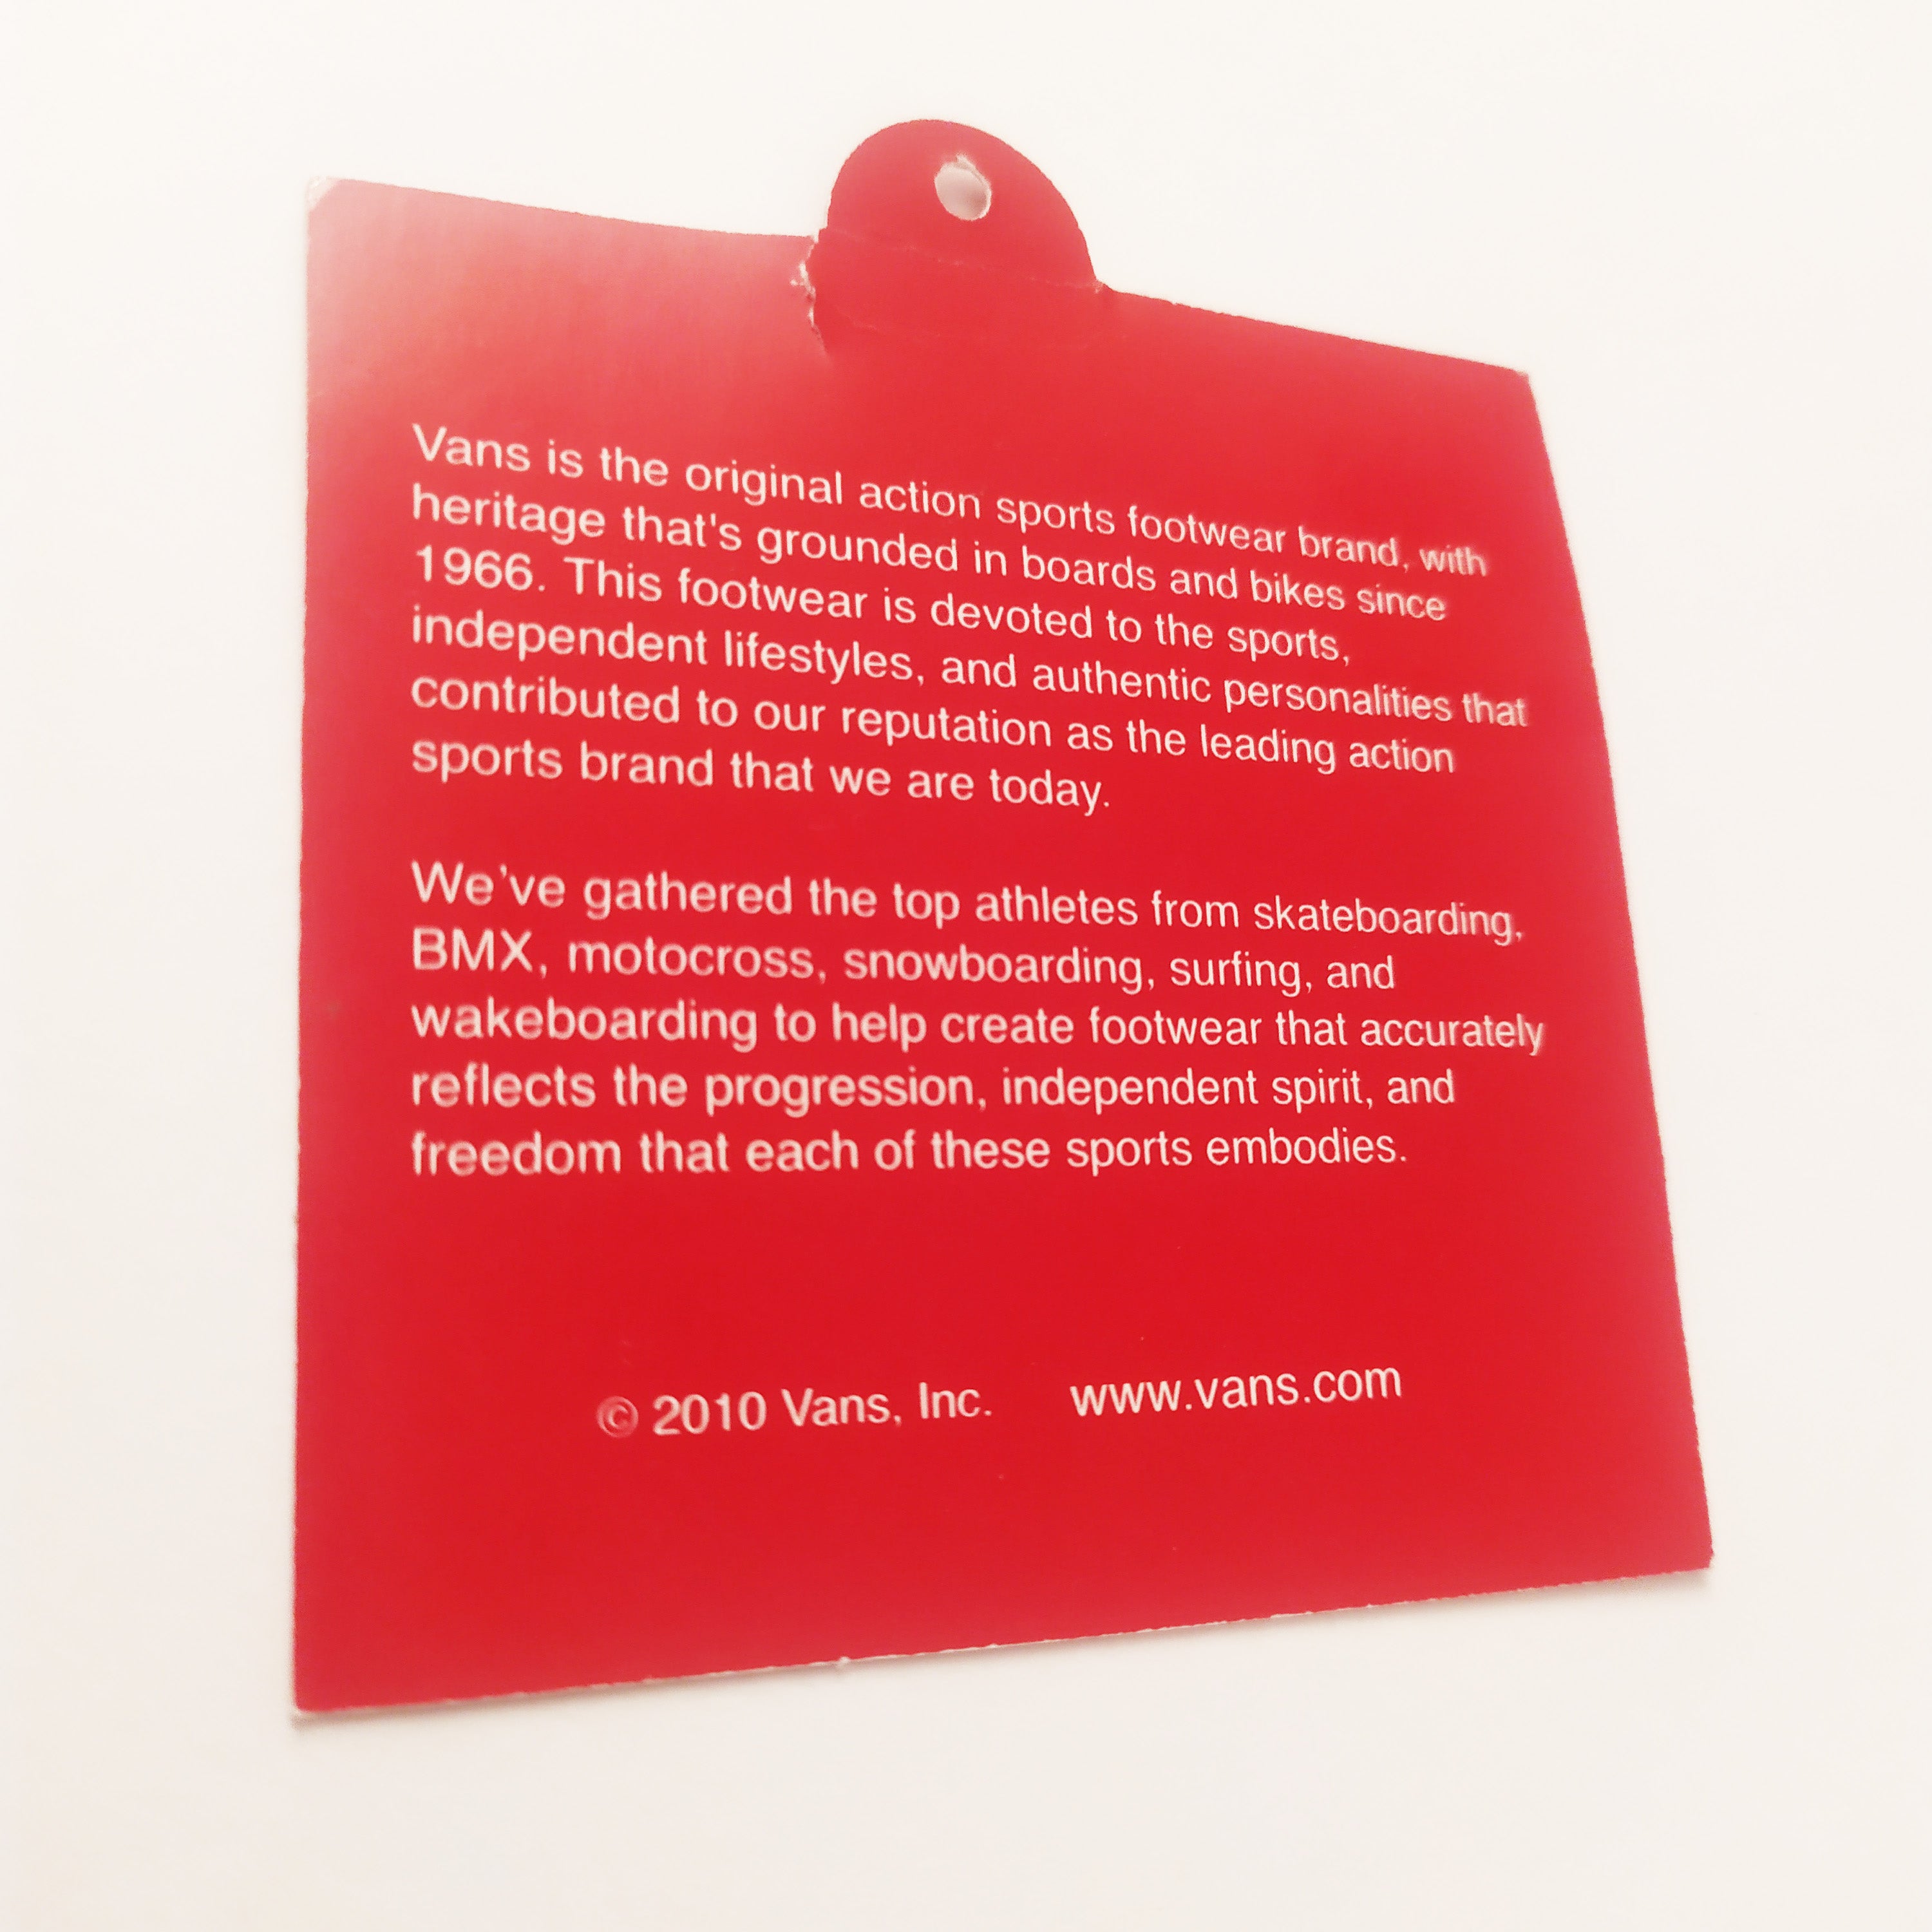 Vans is the original action sports footwear brand, with
heritage that's grounded in boards and bikes since
1966. This footwear is devoted to the sports,
independent lifestyles, and authentic personalities that
contributed to our reputation as the leading action
sports brand that we are today.
We've gathered the top athletes from skateboarding,
BMX, motocross, snowboarding, surfing, and
wakeboarding to help create footwear that accurately
reflects the progression, independent spirit, and
freedom that each of these sports embodies.
© 2010 Vans, Inc. www.vans.com